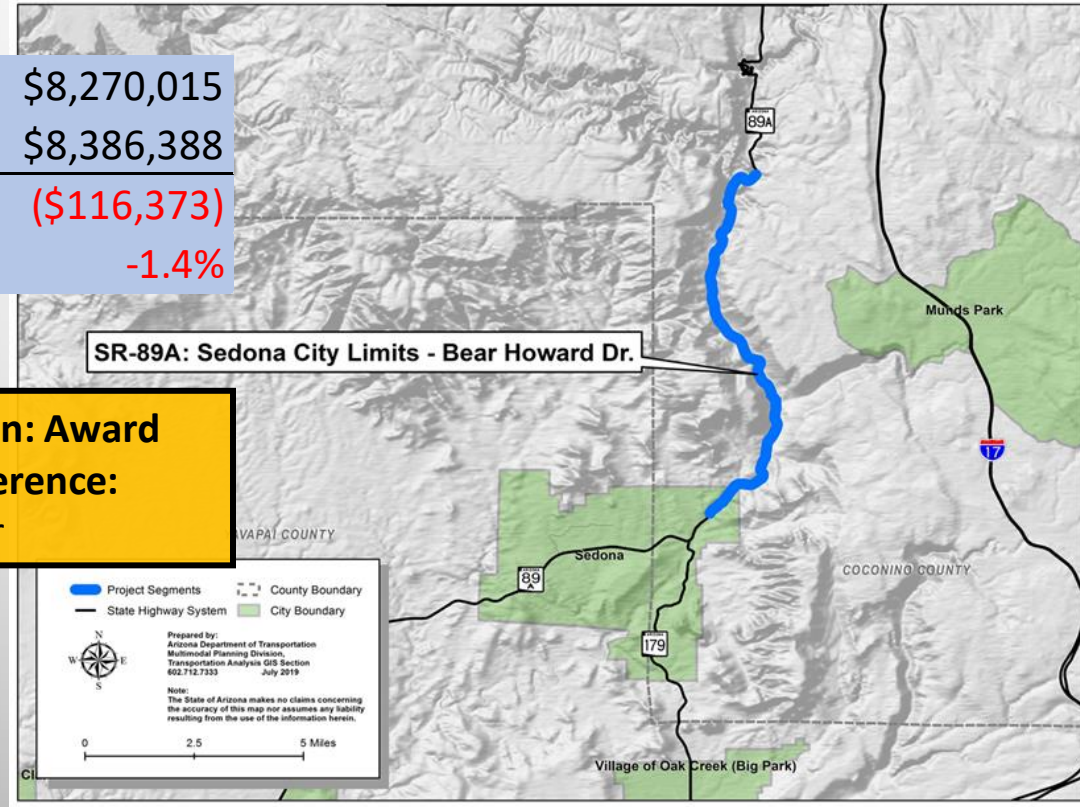 $8,270,015
$8,386,388
($116,373)
-1.4%
89A
Munds Park
SR-89A: Sedona City Limits - Bear Howard Dr.
n: Award
erence:
17
AVAPAI COUNTY
Sedona
89
A
COCONINO COUNTY
179
Project Segments
County Boundary
State Highway System
City Boundary
N
W E
S
Prepared by:
Arizona Department of Transportation
Multimodal Planning Division,
Transportation Analysis GIS Section
602.712.7333 July 2019
Note:
The State of Arizona makes no claims concerning
the accuracy of this map nor assumes any liability
resulting from the use of the information herein.
0 2.5 5 Miles
Village of Oak Creek (Big Park)